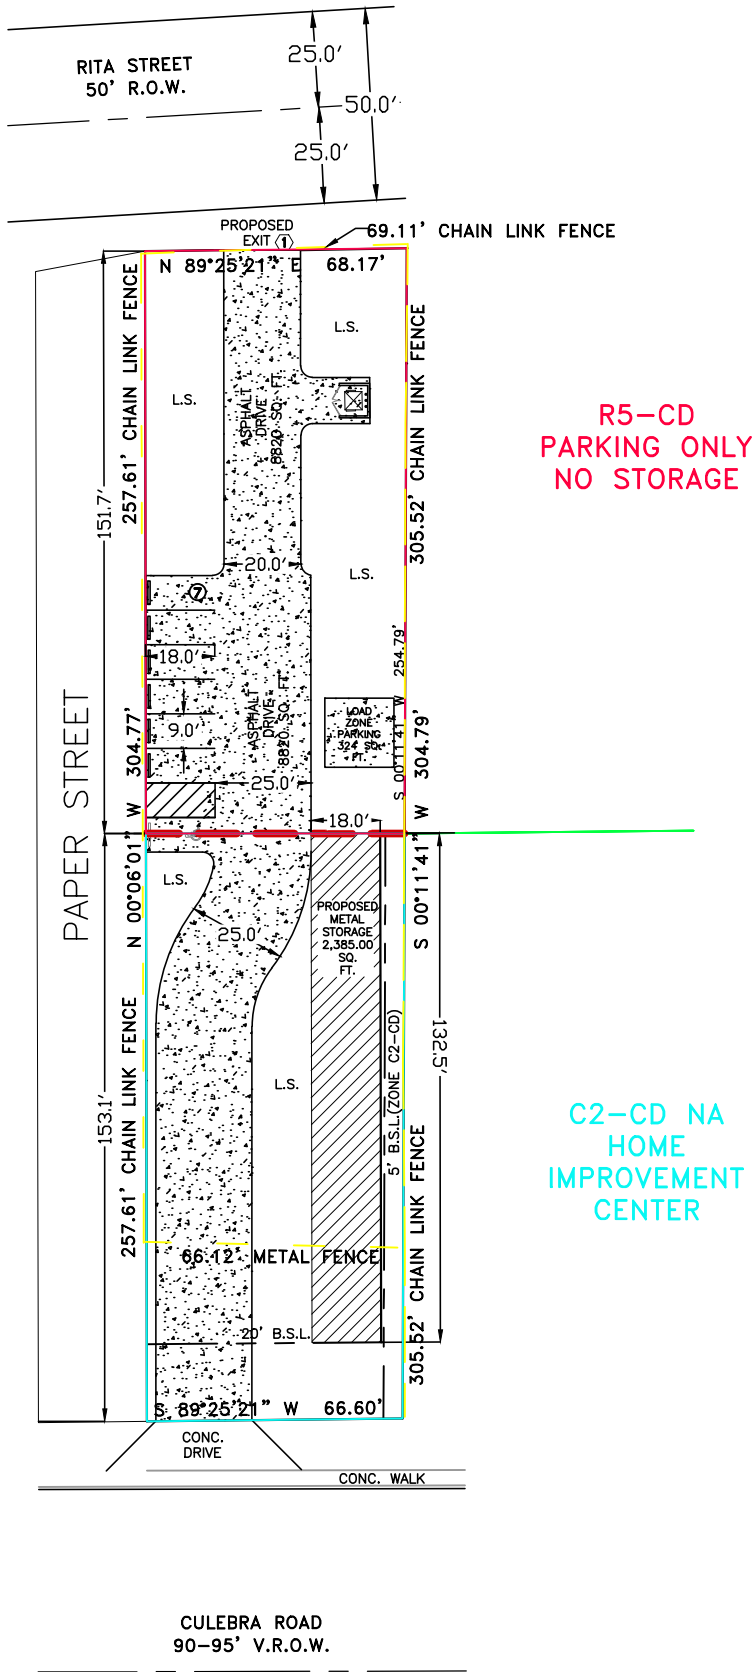 RITA STREET
50' R.O.W.
25.0'
50.0'
25.0'
PROPOSED
EXIT 1
69.11' CHAIN LINK FENCE
N 89°25'21" E 68.17'
L.S.
L.S.
257.61' CHAIN LINK FENCE
305.52' CHAIN LINK FENCE
ASPHALT
DRIVE
8820 SQ. FT.
R5-CD
PARKING ONLY
NO STORAGE
151.7'
20.0'
L.S.
7
18.0'
9.0'
ASPHALT
DRIVE
8820 SQ. FT.
LOAD
ZONE
PARKING
324 SQ.
FT.
S 00°11'41" W 254.79'
25.0'
18.0'
PAPER STREET
N 00°06'01" W 304.77'
S 00°11'41" W 304.79'
L.S.
25.0'
PROPOSED
METAL
STORAGE
2,385.00
SQ.
FT.
132.5'
5' B.S.L.(ZONE C2-CD)
L.S.
153.1'
257.61' CHAIN LINK FENCE
305.52' CHAIN LINK FENCE
C2-CD NA
HOME
IMPROVEMENT
CENTER
66.12' METAL FENCE
20' B.S.L.
S 89°25'21" W 66.60'
CONC.
DRIVE
CONC. WALK
CULEBRA ROAD
90-95' V.R.O.W.